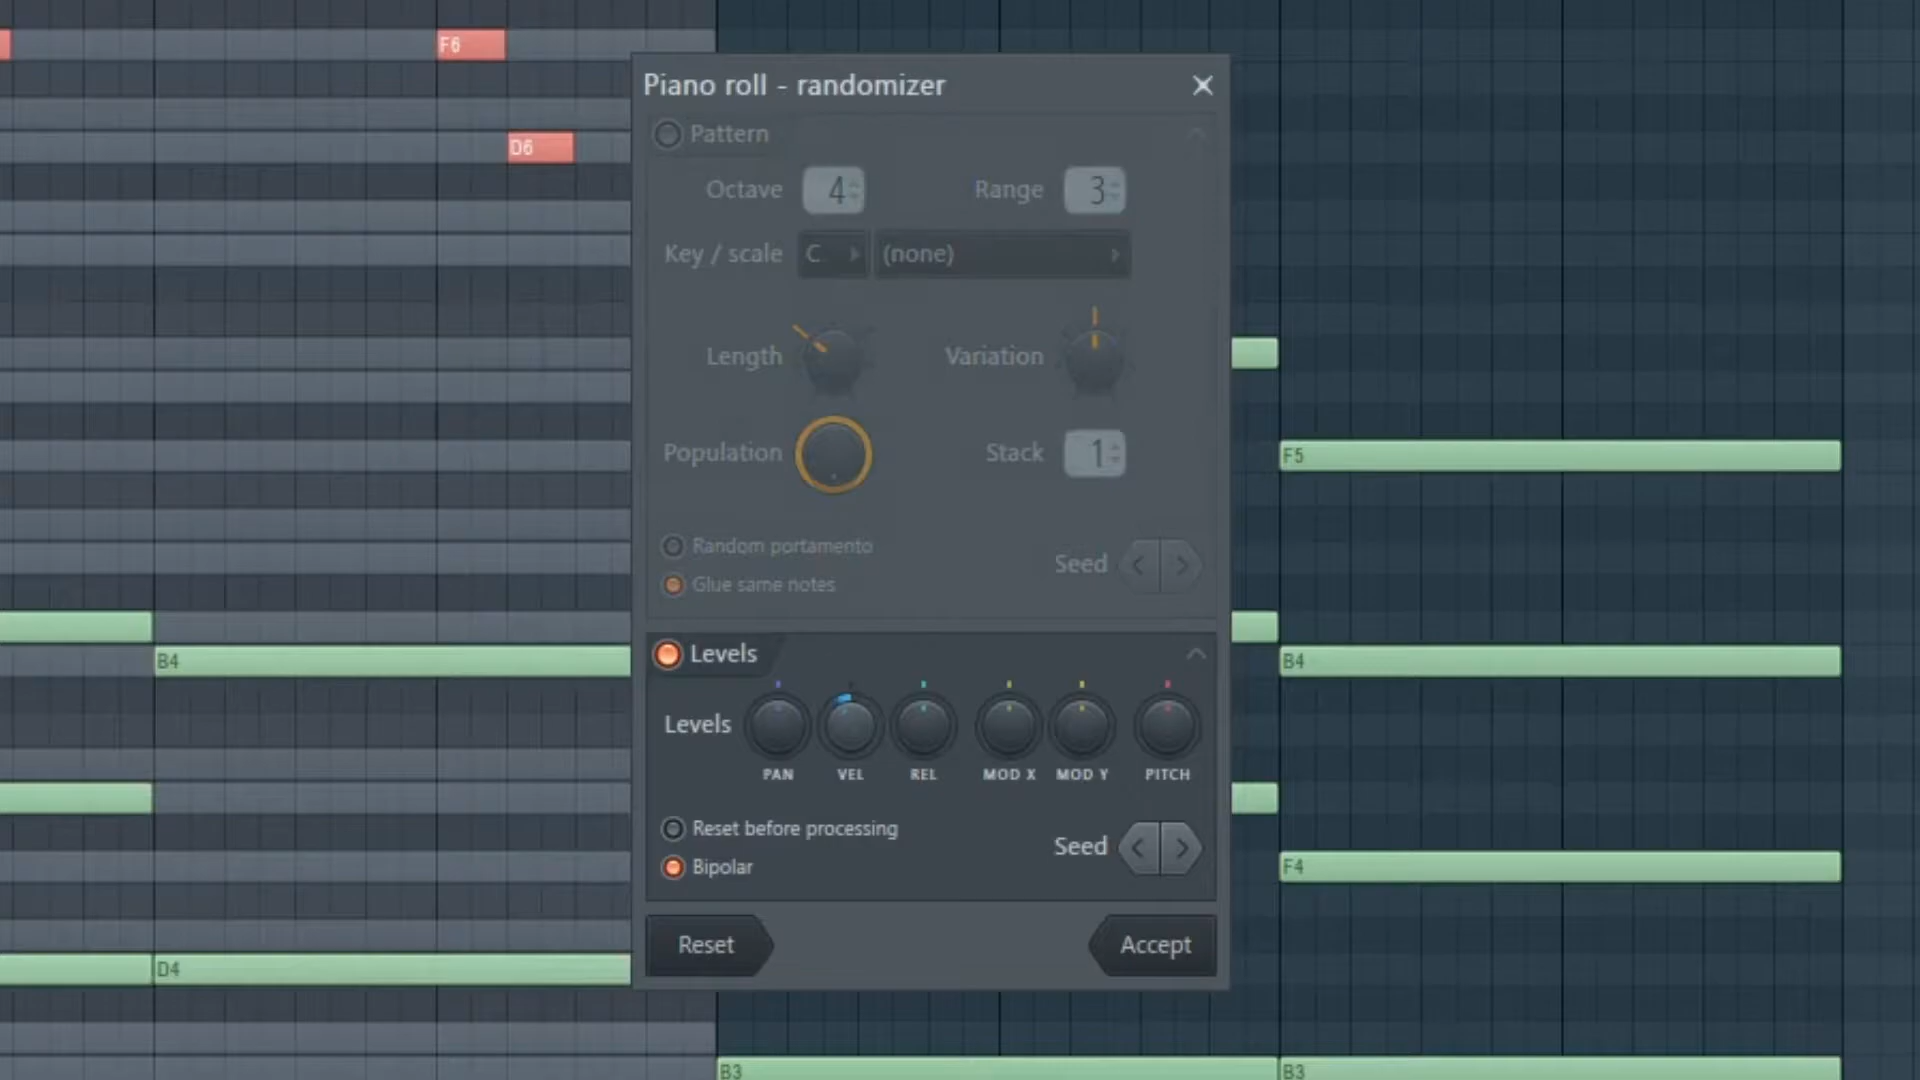 F6
Piano roll - randomizer
Pattern
D6
Octave 4 Range 3
Key / scale C (none)
Length Variation
Population Stack 1
F5
Random portamento
Seed
Glue same notes
Levels
B4
B4
Levels
PAN VEL REL MOD X MOD Y PITCH
Reset before processing
Seed
Bipolar
F4
Reset Accept
D4
B3
B3